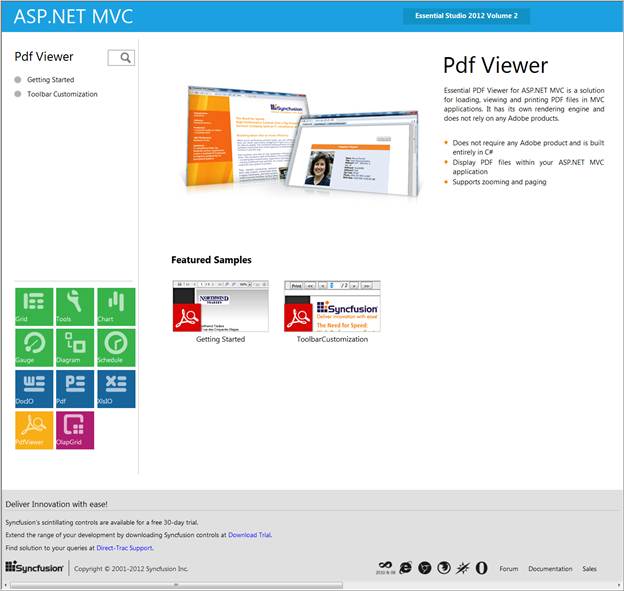 ASP.NET MVC
Essential Studio 2012 Volume 2
Pdf Viewer
Getting Started
Toolbar Customization
Pdf Viewer
Essential PDF Viewer for ASP.NET MVC is a solution
for loading, viewing and printing PDF files in MVC
applications. It has its own rendering engine and
does not rely on any Adobe products.
Does not require any Adobe product and is built
entirely in C#
Display PDF files within your ASP.NET MVC
application
Supports zooming and paging
Syncfusion
Featured Samples
NORTHWIND
TRADERS
Print << < / 2 > >>
Syncfusion
Deliver innovation with ease
The Need for Speed:
Getting Started
ToolbarCustomization
Grid
Tools
Chart
Gauge
Diagram
Schedule
DocIO
Pdf
XlsIO
PdfViewer
OlapGrid
Deliver Innovation with ease!
Syncfusion's scintillating controls are available for a free 30-day trial.
Extend the range of your development by downloading Syncfusion controls at Download Trial.
Find solution to your queries at Direct-Trac Support.
Syncfusion
Copyright © 2001-2012 Syncfusion Inc.
Forum
Documentation
Sales